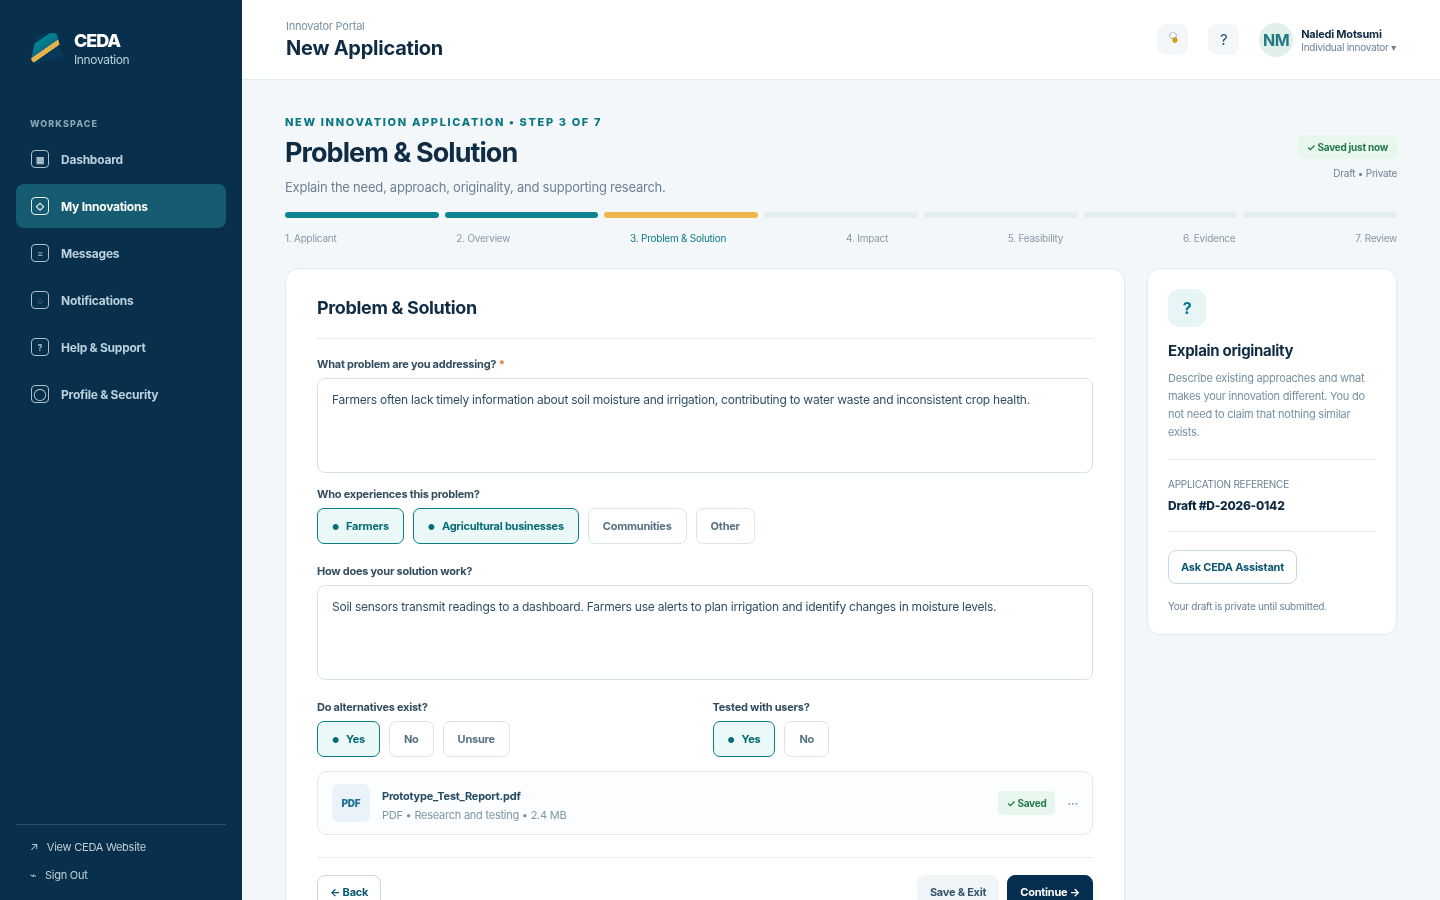 CEDA
Innovation
WORKSPACE
Dashboard
My Innovations
Messages
Notifications
? Help & Support
Profile & Security
↗ View CEDA Website
Sign Out
Innovator Portal
New Application
?
NM
Naledi Motsumi
Individual innovator ▾
NEW INNOVATION APPLICATION • STEP 3 OF 7
Problem & Solution
Explain the need, approach, originality, and supporting research.
✓ Saved just now
Draft • Private
1. Applicant
2. Overview
3. Problem & Solution
4. Impact
5. Feasibility
6. Evidence
7. Review
Problem & Solution
What problem are you addressing? *
Farmers often lack timely information about soil moisture and irrigation, contributing to water waste and inconsistent crop health.
Who experiences this problem?
● Farmers
● Agricultural businesses
Communities
Other
How does your solution work?
Soil sensors transmit readings to a dashboard. Farmers use alerts to plan irrigation and identify changes in moisture levels.
Do alternatives exist?
● Yes
No
Unsure
Tested with users?
● Yes
No
PDF
Prototype_Test_Report.pdf
PDF • Research and testing • 2.4 MB
✓ Saved
···
← Back
Save & Exit
Continue →
?
Explain originality
Describe existing approaches and what
makes your innovation different. You do
not need to claim that nothing similar
exists.
APPLICATION REFERENCE
Draft #D-2026-0142
Ask CEDA Assistant
Your draft is private until submitted.